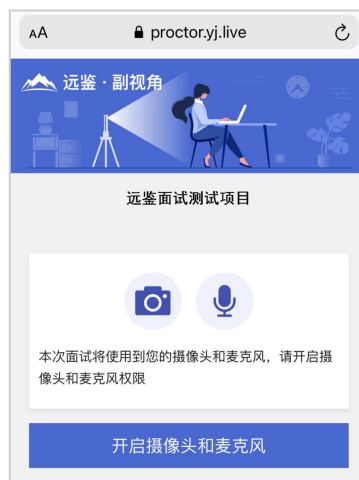 AA proctor.yj.live
远鉴 · 副视角
远鉴面试测试项目
本次面试将使用到您的摄像头和麦克风，请开启摄
像头和麦克风权限
开启摄像头和麦克风